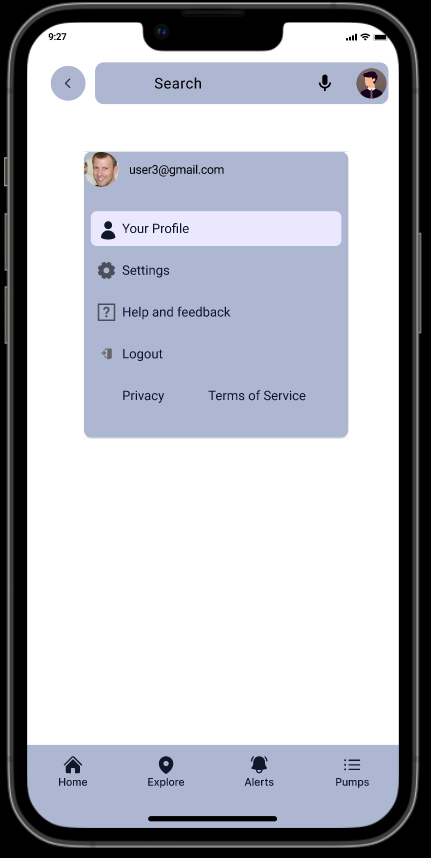 9:27
Search
user3@gmail.com
Your Profile
Settings
? Help and feedback
Logout
Privacy Terms of Service
Home Explore Alerts Pumps